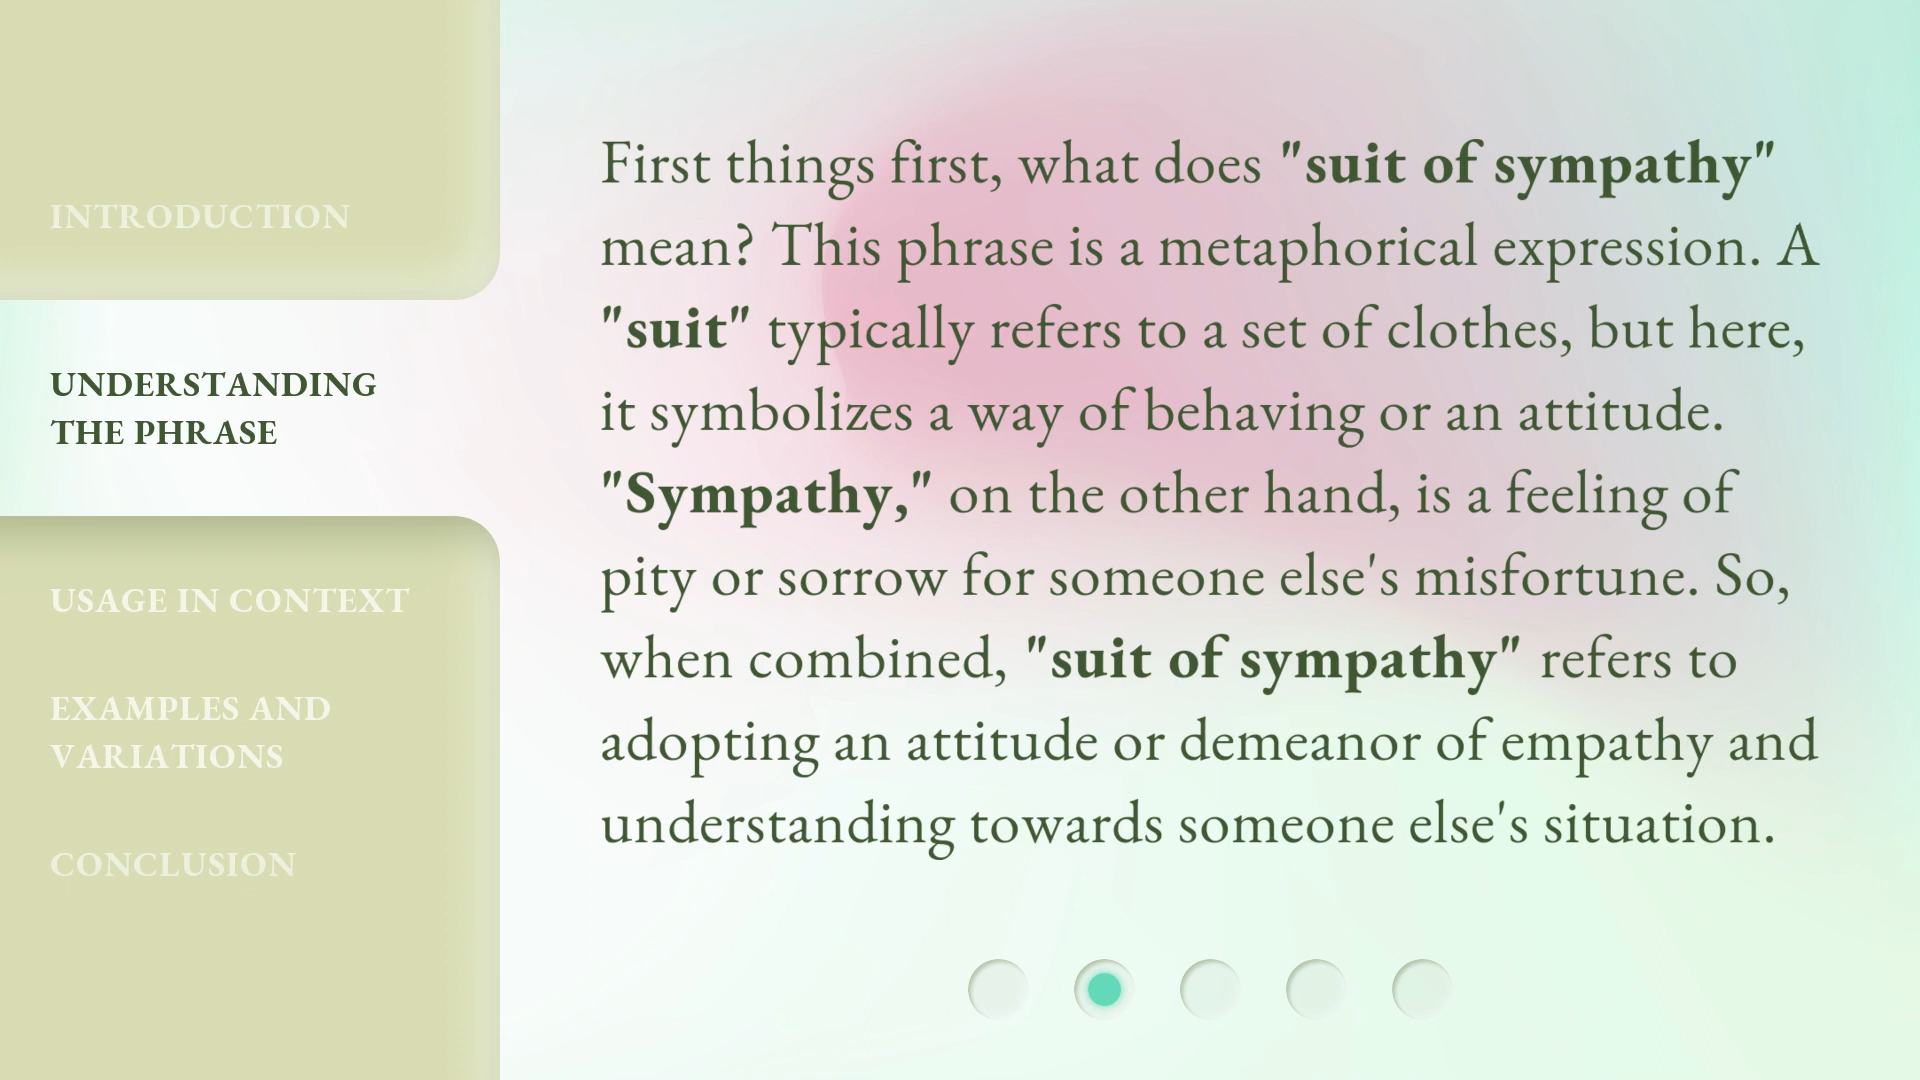 INTRODUCTION
UNDERSTANDING
THE PHRASE
USAGE IN CONTEXT
EXAMPLES AND
VARIATIONS
CONCLUSION
First things first, what does "suit of sympathy"
mean? This phrase is a metaphorical expression. A
"suit" typically refers to a set of clothes, but here,
it symbolizes a way of behaving or an attitude.
"Sympathy," on the other hand, is a feeling of
pity or sorrow for someone else's misfortune. So,
when combined, "suit of sympathy" refers to
adopting an attitude or demeanor of empathy and
understanding towards someone else's situation.